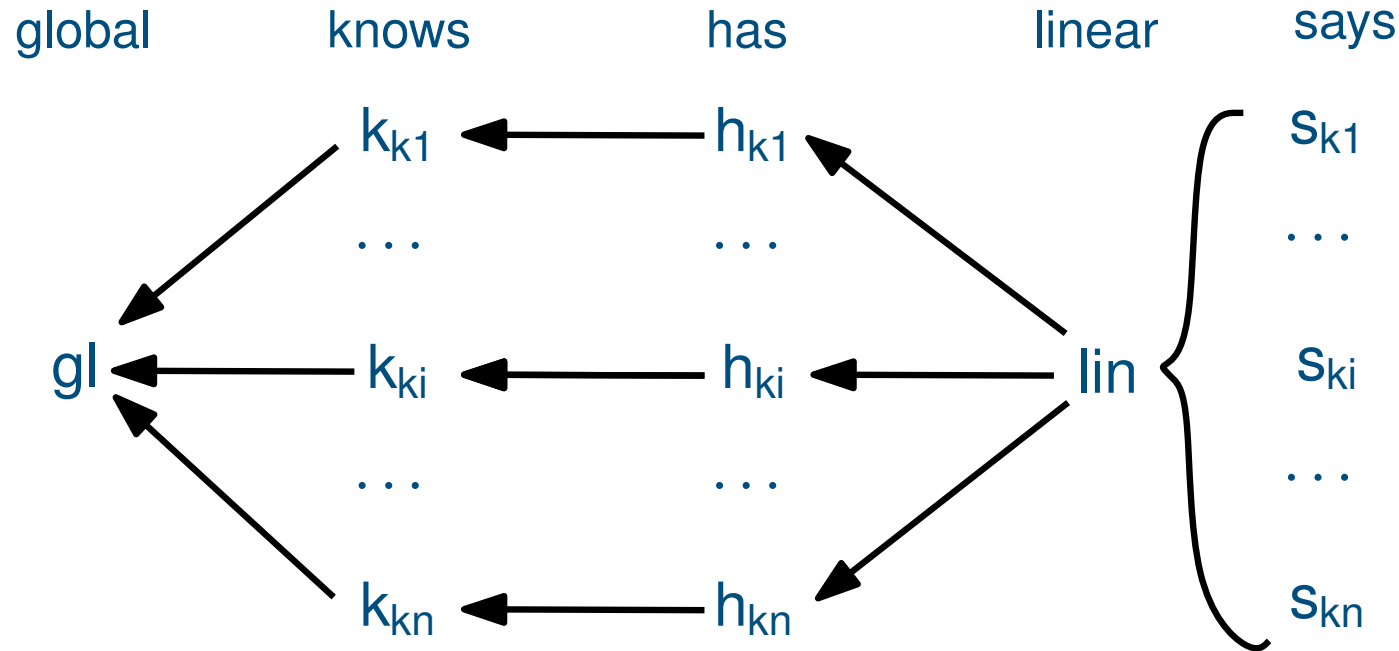 global knows has linear says
k_k1 h_k1 s_k1
... ... ...
gl k_ki h_ki lin s_ki
... ... ...
k_kn h_kn s_kn